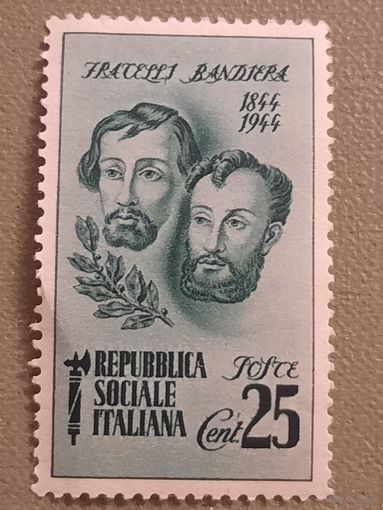 FRATELLI BANDIERA
1844
1944
REPUBBLICA
SOCIALE
ITALIANA
POSTE
Cent. 25